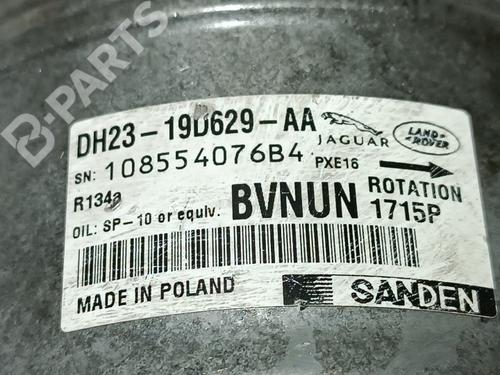 B-PARTS
DH23-19D629-AA
JAGUAR
LAND ROVER
SN: 108554076B4
PXE16
R134a
ROTATION
OIL: SP-10 or equiv.
BVNUN
1715P
MADE IN POLAND
SANDEN